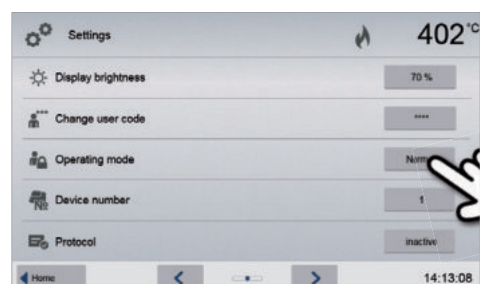 Settings
402 °C
Display brightness
70 %
Change user code
****
Operating mode
Device number
1
Protocol
inactive
Home
14:13:08